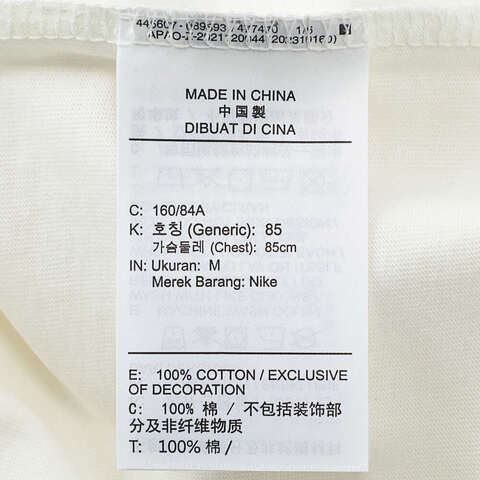 MADE IN CHINA
中国製
DIBUAT DI CINA
C: 160/84A
K: 호칭 (Generic): 85
가슴둘레 (Chest): 85cm
IN: Ukuran: M
Merek Barang: Nike
E: 100% COTTON / EXCLUSIVE
OF DECORATION
C: 100% 棉 / 不包括装饰部
分及非纤维物质
T: 100% 棉 /